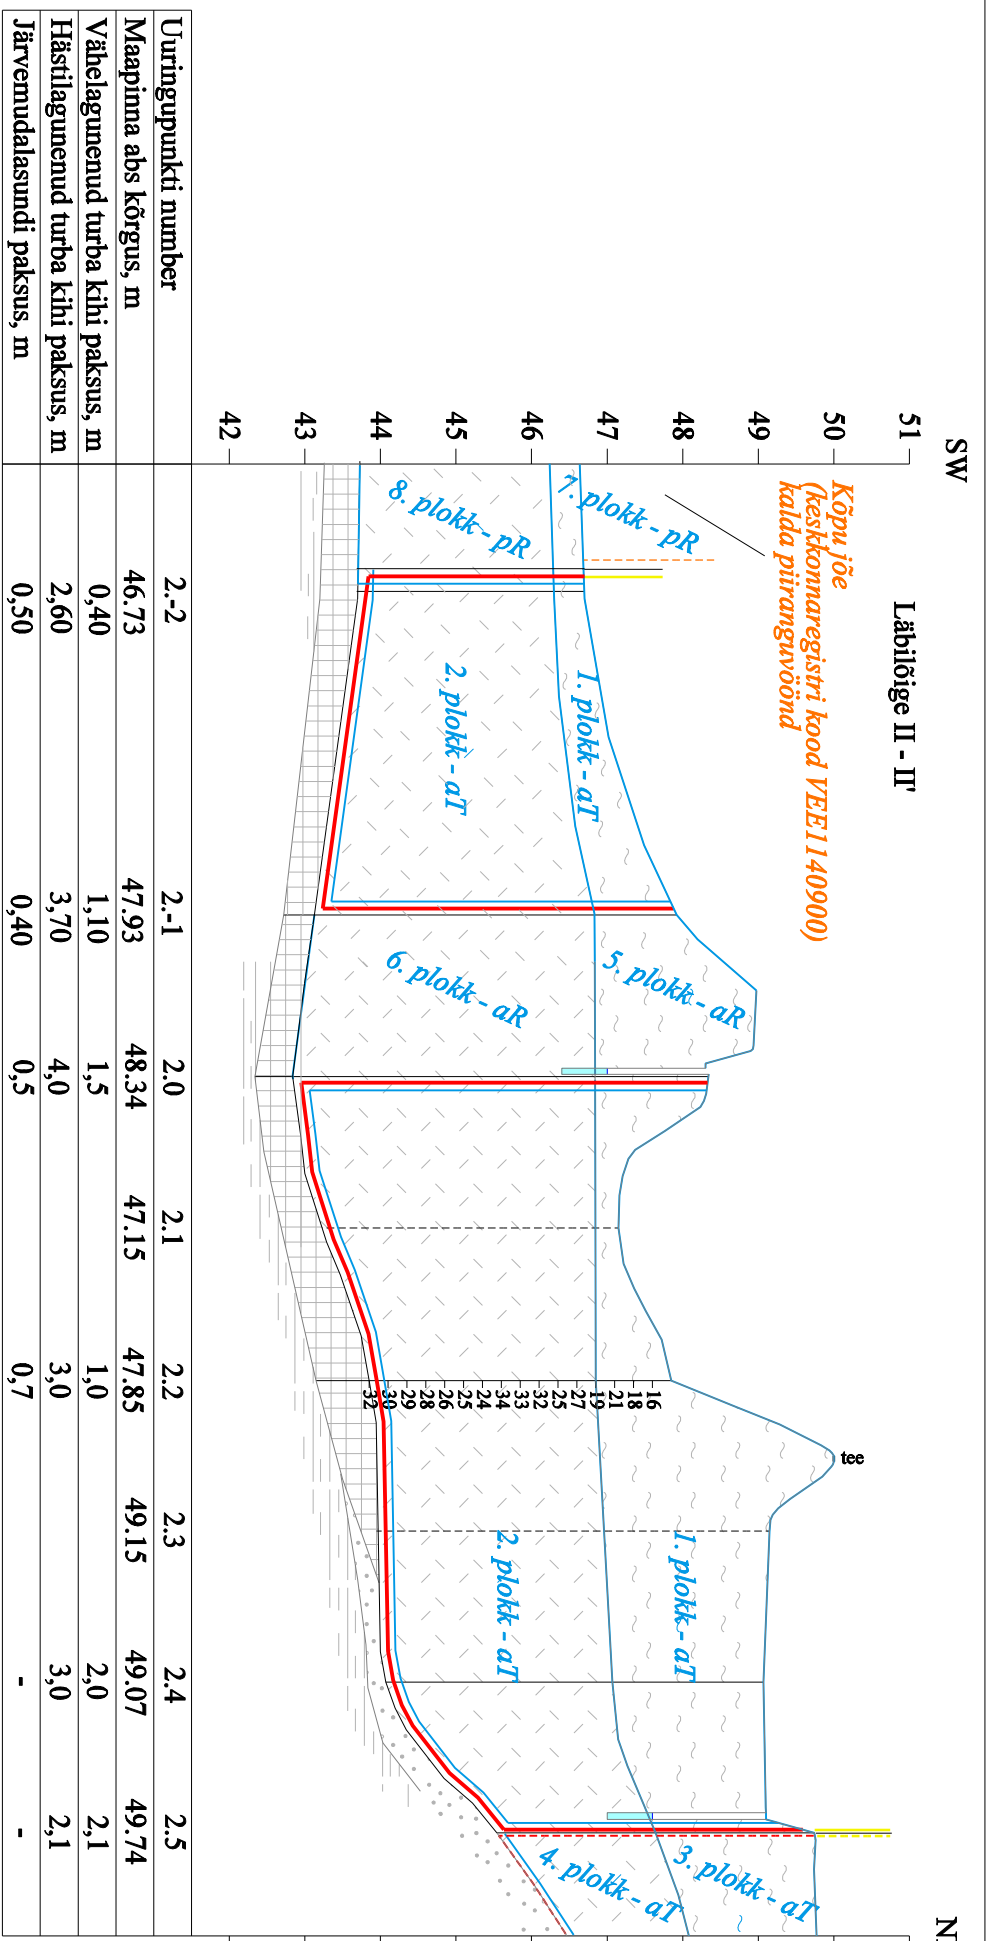 SW
N
Läbilõige II - II'
Kõpu jõe
(keskkonnaregistri kood VEE1140900)
kalda piiranguvöönd
51
50
49
48
47
46
45
44
43
42
7. plokk - pR
8. plokk - pR
1. plokk - aT
2. plokk - aT
5. plokk - aR
6. plokk - aR
tee
16
18
21
19
27
25
32
33
34
24
25
26
28
29
30
32
1. plokk - aT
2. plokk - aT
3. plokk - aT
4. plokk - aT
Uuringupunkti number 2.-2 2.-1 2.0 2.1 2.2 2.3 2.4 2.5
Maapinna abs kõrgus, m 46.73 47.93 48.34 47.15 47.85 49.15 49.07 49.74
Vähelagunenud turba kihi paksus, m 0,40 1,10 1,5 1,0 2,0 2,1
Hästilagunenud turba kihi paksus, m 2,60 3,70 4,0 3,0 3,0 2,1
Järvemudalasundi paksus, m 0,50 0,40 0,5 0,7 - -